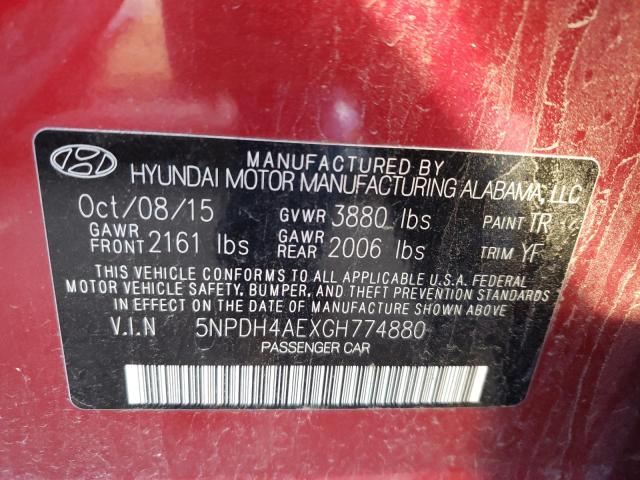 MANUFACTURED BY
HYUNDAI MOTOR MANUFACTURING ALABAMA, LLC
Oct/08/15 GVWR 3880 lbs PAINT TR
GAWR FRONT 2161 lbs GAWR REAR 2006 lbs TRIM YF
THIS VEHICLE CONFORMS TO ALL APPLICABLE U.S.A. FEDERAL
MOTOR VEHICLE SAFETY, BUMPER, AND THEFT PREVENTION STANDARDS
IN EFFECT ON THE DATE OF MANUFACTURE SHOWN ABOVE.
V.I.N 5NPDH4AEXGH774880
PASSENGER CAR